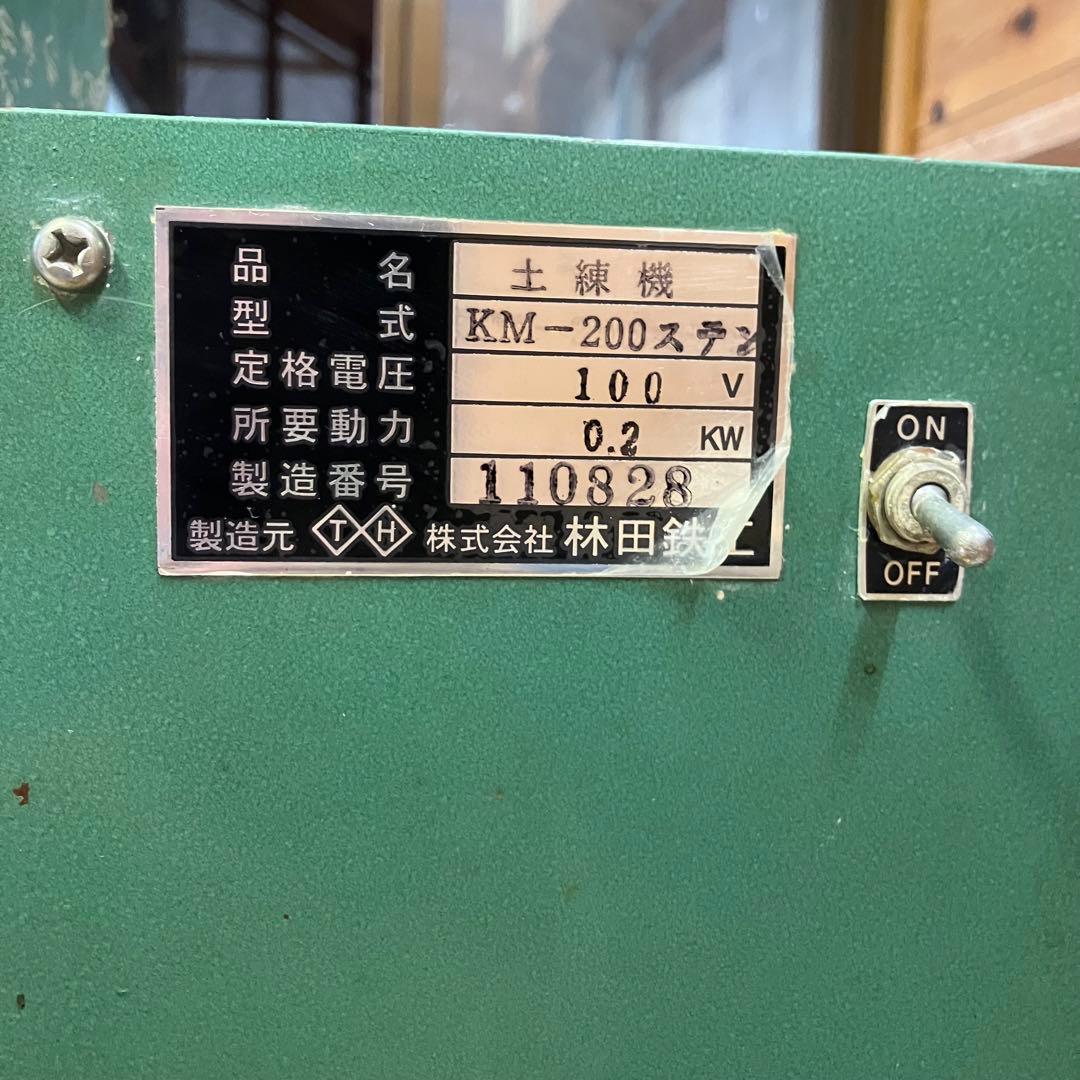 品名 土練機
型式 KM-200ステン
定格電圧 100 V
所要動力 0.2 KW
製造番号 110828
製造元 TH 株式会社 林田鉄工
ON
OFF